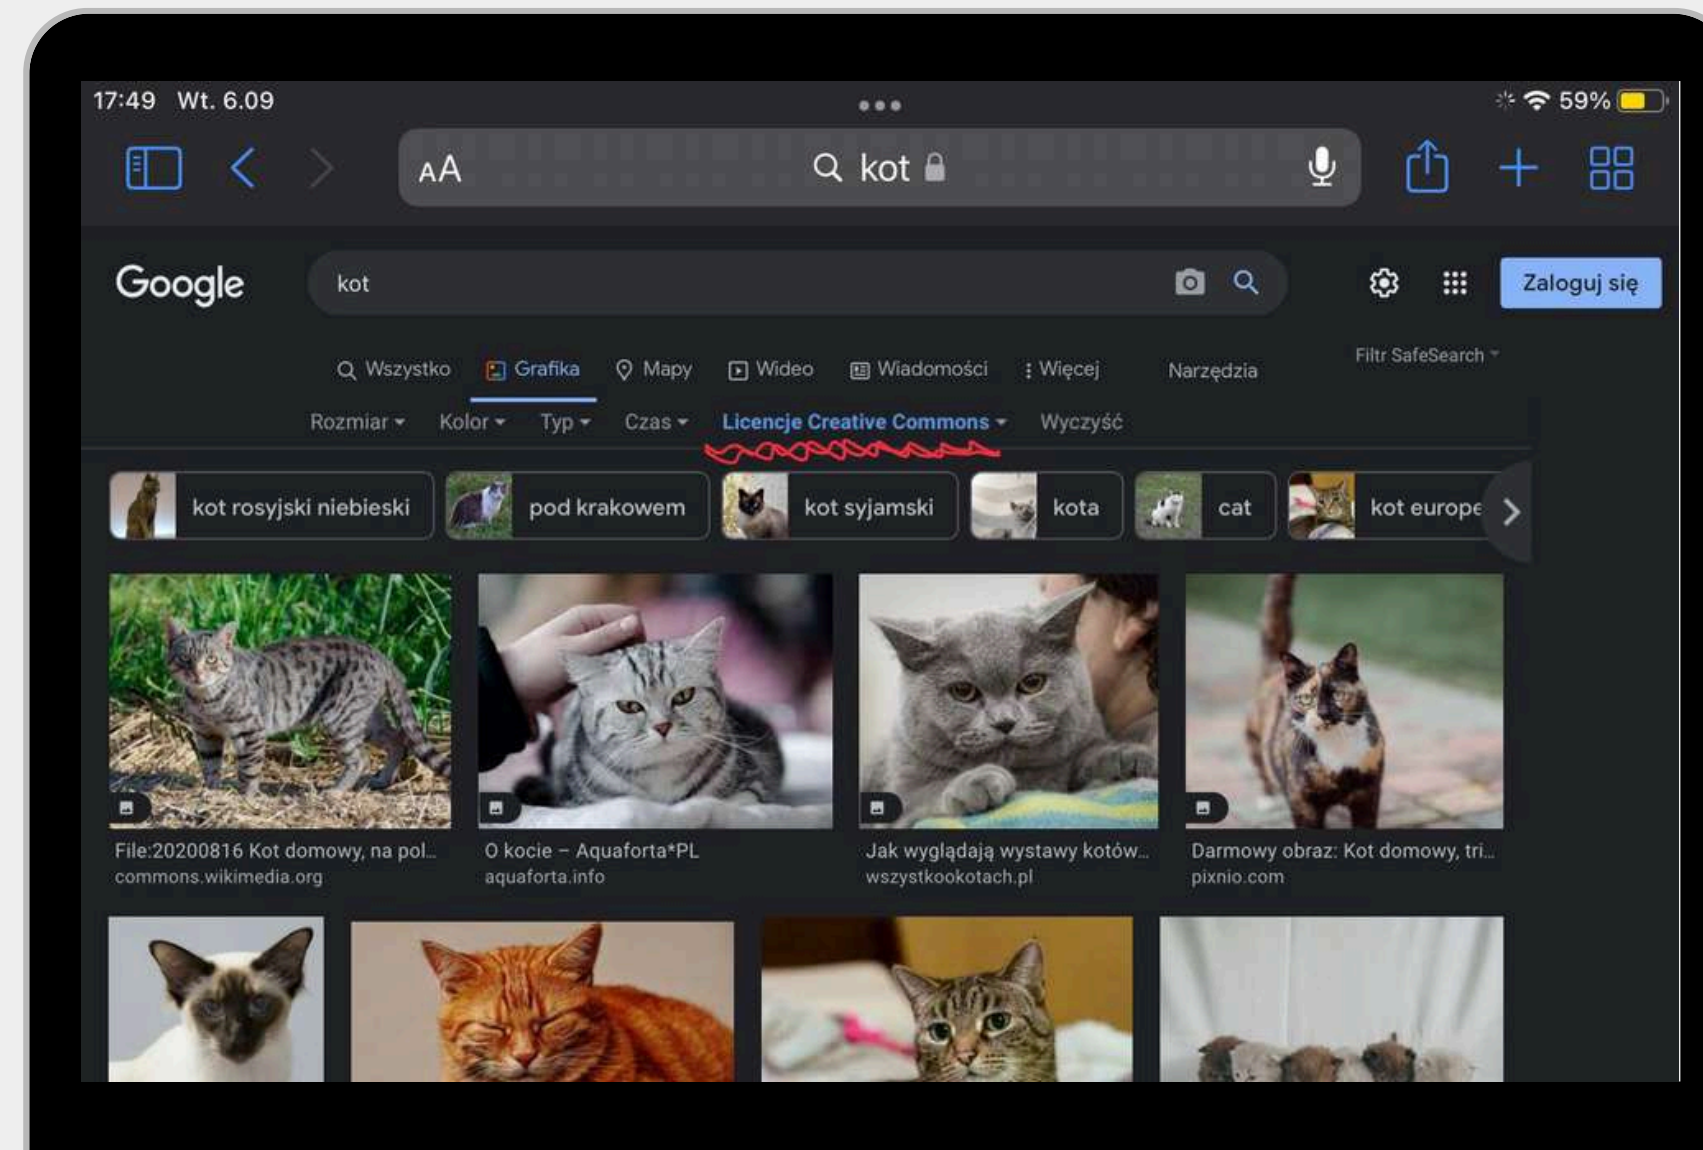 17:49 Wt. 6.09
59%
AA
kot
Google
kot
Zaloguj się
Wszystko
Grafika
Mapy
Wideo
Wiadomości
Więcej
Narzędzia
Filtr SafeSearch
Rozmiar
Kolor
Typ
Czas
Licencje Creative Commons
Wyczyść
kot rosyjski niebieski
pod krakowem
kot syjamski
kota
cat
kot europe
File:20200816 Kot domowy, na pol...
commons.wikimedia.org
O kocie – Aquaforta*PL
aquaforta.info
Jak wyglądają wystawy kotów...
wszystkookotach.pl
Darmowy obraz: Kot domowy, tri...
pixnio.com